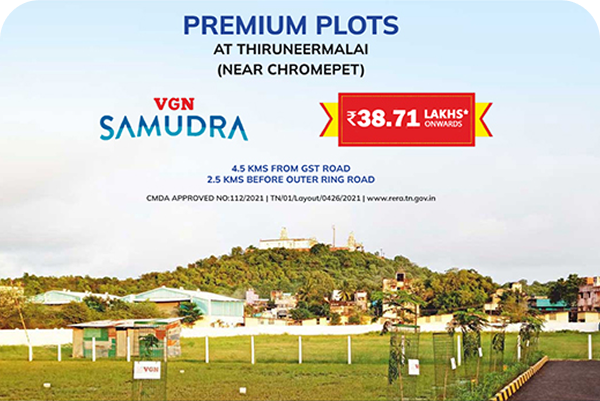 PREMIUM PLOTS
AT THIRUNEERMALAI
(NEAR CHROMEPET)
VGN
SAMUDRA
₹38.71 LAKHS*
ONWARDS
4.5 KMS FROM GST ROAD
2.5 KMS BEFORE OUTER RING ROAD
CMDA APPROVED NO:112/2021 | TN/01/Layout/0426/2021 | www.rera.tn.gov.in
VGN